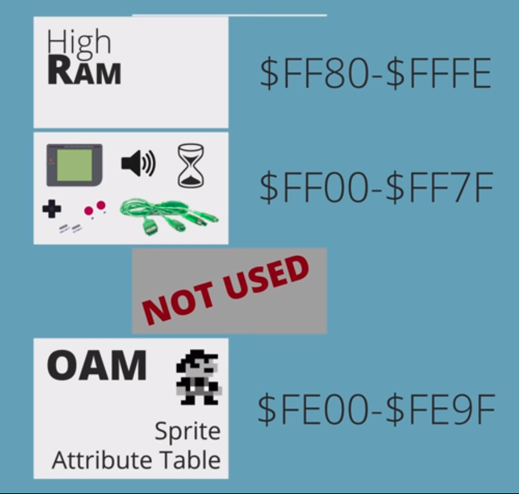 High
RAM
$FF80-$FFFE
$FF00-$FF7F
NOT USED
OAM
Sprite
Attribute Table
$FE00-$FE9F